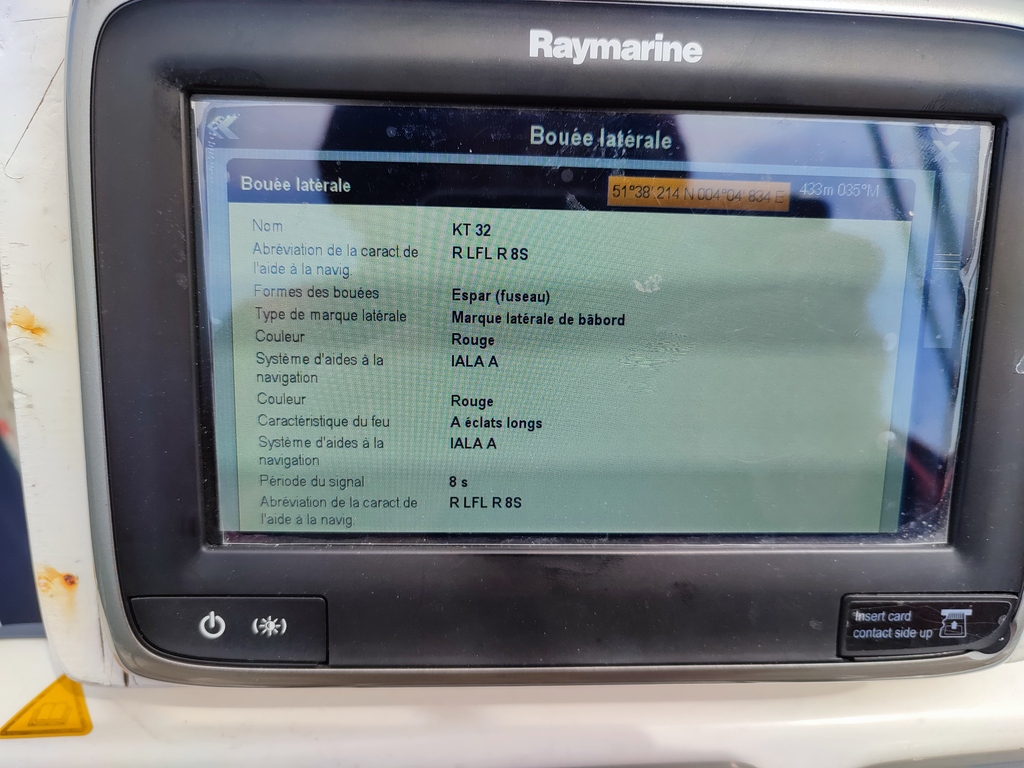 Raymarine
Bouée latérale
Bouée latérale 51°38'.214 N 004°04'.834 E 433m 035°M
Nom KT 32
Abréviation de la caract.de R LFL R 8S
l'aide à la navig.
Formes des bouées Espar (fuseau)
Type de marque latérale Marque latérale de bâbord
Couleur Rouge
Système d'aides à la IALA A
navigation
Couleur Rouge
Caractéristique du feu A éclats longs
Système d'aides à la IALA A
navigation
Période du signal 8 s
Abréviation de la caract.de R LFL R 8S
l'aide à la navig.
Insert card
contact side up